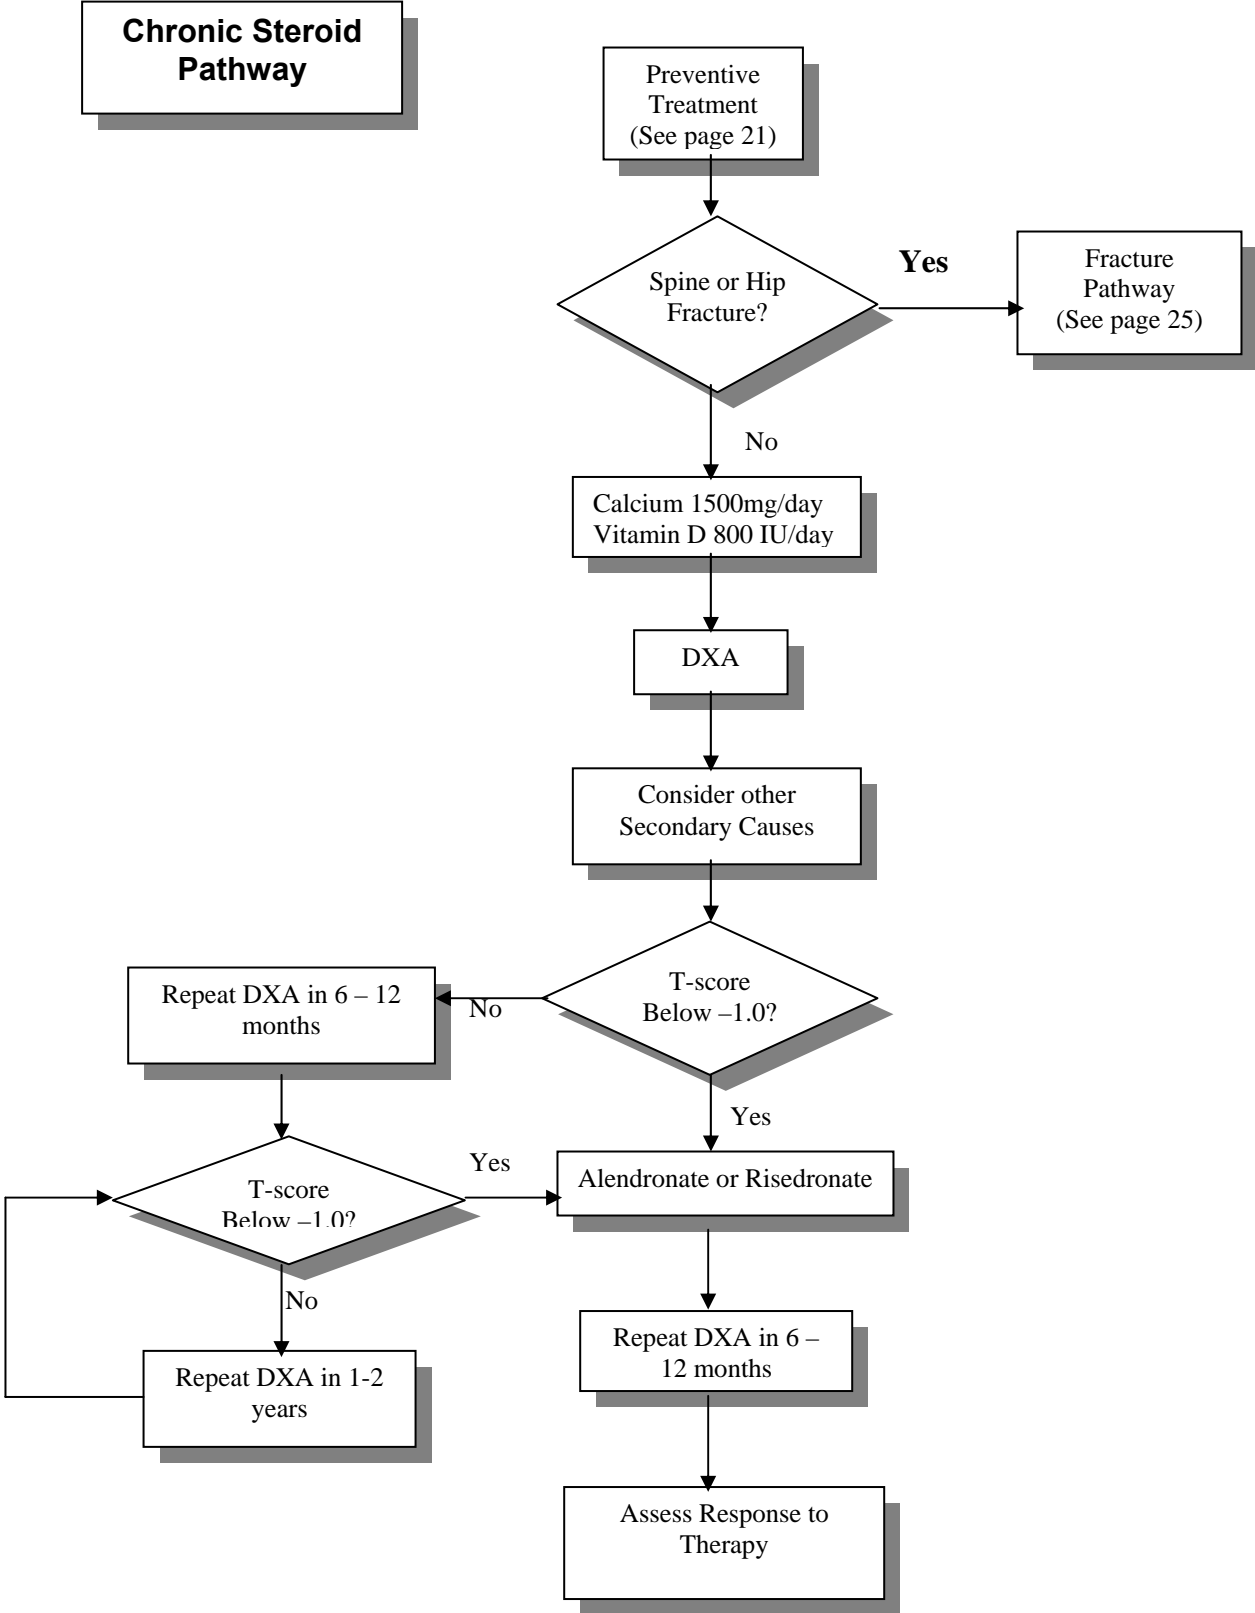 Chronic Steroid
Pathway
Preventive
Treatment
(See page 21)
Spine or Hip
Fracture?
Yes
Fracture
Pathway
(See page 25)
No
Calcium 1500mg/day
Vitamin D 800 IU/day
DXA
Consider other
Secondary Causes
T-score
Below –1.0?
No
Repeat DXA in 6 – 12
months
Yes
T-score
Below –1.0?
Yes
Alendronate or Risedronate
No
Repeat DXA in 1-2
years
Repeat DXA in 6 –
12 months
Assess Response to
Therapy